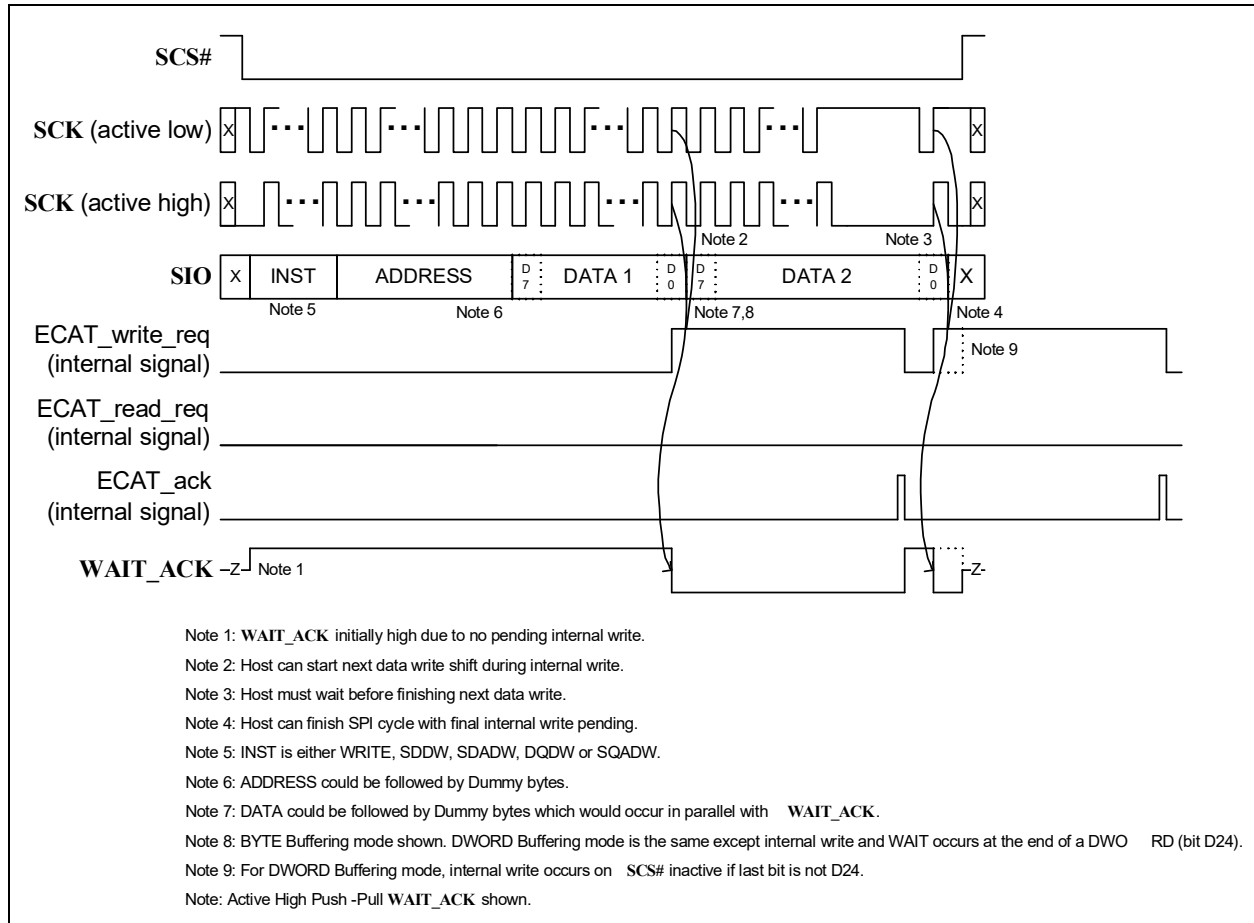 SCS#
SCK (active low)
X
X
SCK (active high)
X
X
Note 2
Note 3
SIO
X
INST
ADDRESS
D7
DATA 1
D0
D7
DATA 2
D0
X
Note 5
Note 6
Note 7,8
Note 4
ECAT_write_req
(internal signal)
Note 9
ECAT_read_req
(internal signal)
ECAT_ack
(internal signal)
WAIT_ACK
-Z-
Note 1
-Z-
Note 1: WAIT_ACK initially high due to no pending internal write.
Note 2: Host can start next data write shift during internal write.
Note 3: Host must wait before finishing next data write.
Note 4: Host can finish SPI cycle with final internal write pending.
Note 5: INST is either WRITE, SDDW, SDADW, DQDW or SQADW.
Note 6: ADDRESS could be followed by Dummy bytes.
Note 7: DATA could be followed by Dummy bytes which would occur in parallel with WAIT_ACK.
Note 8: BYTE Buffering mode shown. DWORD Buffering mode is the same except internal write and WAIT occurs at the end of a DWO RD (bit D24).
Note 9: For DWORD Buffering mode, internal write occurs on SCS# inactive if last bit is not D24.
Note: Active High Push -Pull WAIT_ACK shown.